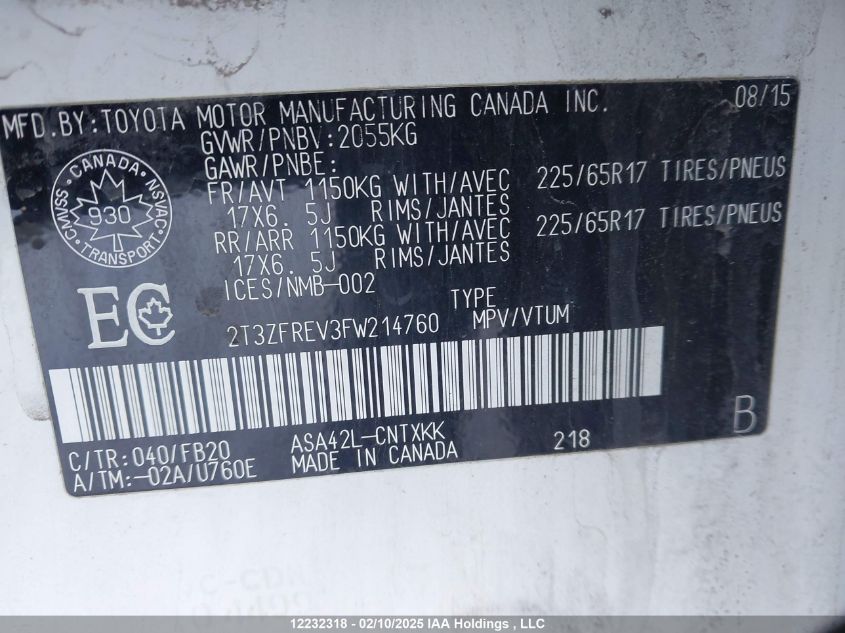 MFD.BY:TOYOTA MOTOR MANUFACTURING CANADA INC. 08/15
GVWR/PNBV:2055KG
GAWR/PNBE:
FR/AVT 1150KG WITH/AVEC 225/65R17 TIRES/PNEUS
17X6. 5J RIMS/JANTES
RR/ARR 1150KG WITH/AVEC 225/65R17 TIRES/PNEUS
17X6. 5J RIMS/JANTES
ICES/NMB-002
CANADA
CMVSS 930 NSVAC
TRANSPORT
EC
TYPE
2T3ZFREV3FW214760 MPV/VTUM
B
C/TR:040/FB20 ASA42L-CNTXKK 218
A/TM:-02A/U760E MADE IN CANADA
12232318 - 02/10/2025 IAA Holdings, Inc.